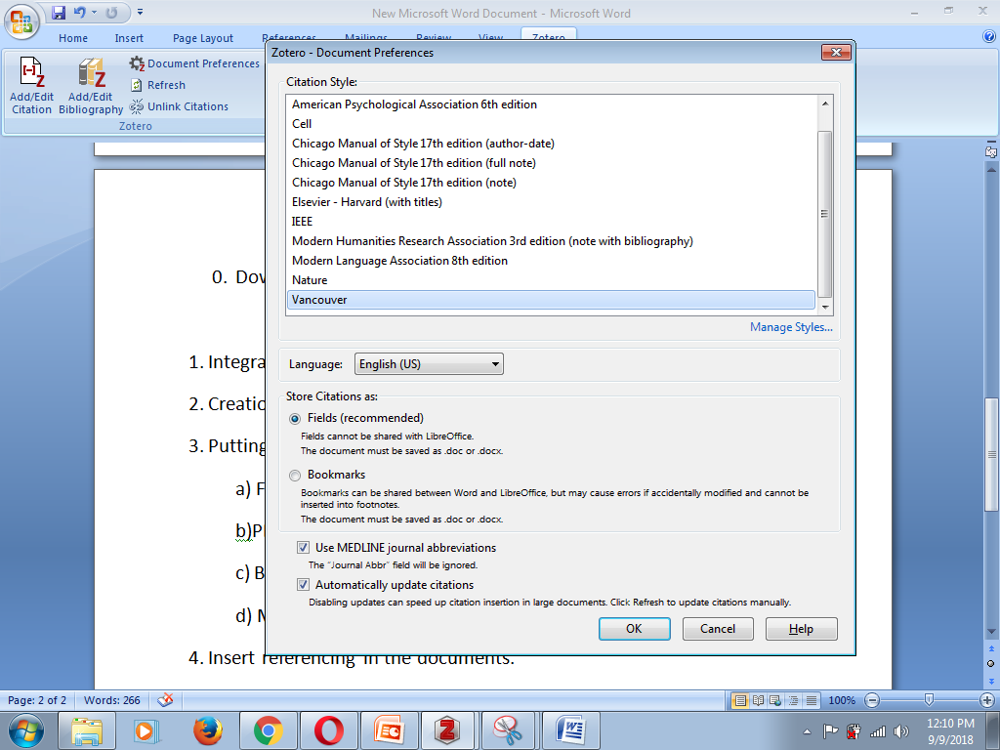 New Microsoft Word Document - Microsoft Word
Home Insert Page Layout References Mailings Review View Zotero
Add/Edit Citation
Add/Edit Bibliography
Document Preferences
Refresh
Unlink Citations
Zotero
Zotero - Document Preferences
Citation Style:
American Psychological Association 6th edition
Cell
Chicago Manual of Style 17th edition (author-date)
Chicago Manual of Style 17th edition (full note)
Chicago Manual of Style 17th edition (note)
Elsevier - Harvard (with titles)
IEEE
Modern Humanities Research Association 3rd edition (note with bibliography)
Modern Language Association 8th edition
Nature
Vancouver
Manage Styles...
Language: English (US)
Store Citations as:
Fields (recommended)
Fields cannot be shared with LibreOffice.
The document must be saved as .doc or .docx.
Bookmarks
Bookmarks can be shared between Word and LibreOffice, but may cause errors if accidentally modified and cannot be
inserted into footnotes.
The document must be saved as .doc or .docx.
Use MEDLINE journal abbreviations
The "Journal Abbr" field will be ignored.
Automatically update citations
Disabling updates can speed up citation insertion in large documents. Click Refresh to update citations manually.
OK Cancel Help
0. Dov
1. Integra
2. Creatio
3. Putting
a) F
b)Pl
c) B
d) M
4. Insert referencing in the documents.
Page: 2 of 2 Words: 266 100%
12:10 PM
9/9/2018